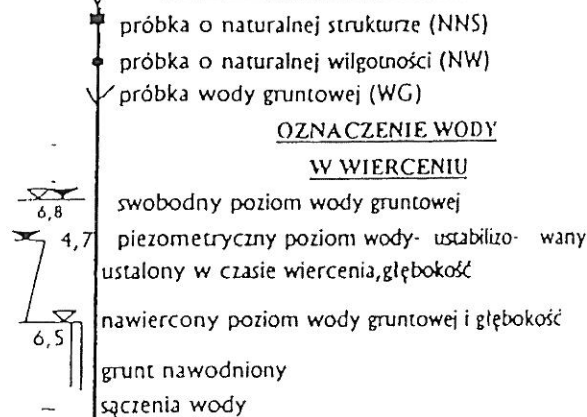 próbka o naturalnej strukturze (NNS)
próbka o naturalnej wilgotności (NW)
próbka wody gruntowej (WG)
OZNACZENIE WODY
W WIERCENIU
6,8 swobodny poziom wody gruntowej
4,7 piezometryczny poziom wody- ustabilizo- wany
ustalony w czasie wiercenia,głębokość
nawiercony poziom wody gruntowej i głębokość
6,5
grunt nawodniony
sączenia wody